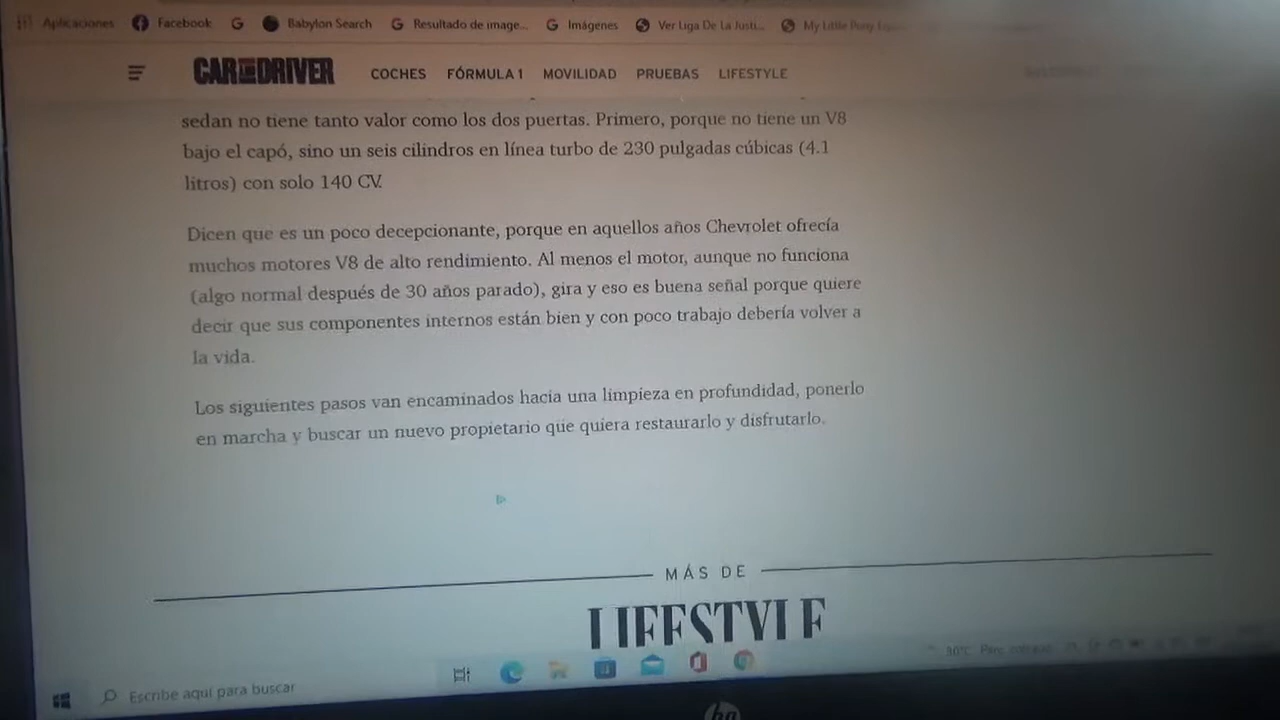 Aplicaciones Facebook Babylon Search Resultado de image... Imágenes Ver Liga De La Justi... My Little Pony Equ...
CAR AND DRIVER COCHES FÓRMULA 1 MOVILIDAD PRUEBAS LIFESTYLE
sedan no tiene tanto valor como los dos puertas. Primero, porque no tiene un V8
bajo el capó, sino un seis cilindros en línea turbo de 230 pulgadas cúbicas (4.1
litros) con solo 140 CV.
Dicen que es un poco decepcionante, porque en aquellos años Chevrolet ofrecía
muchos motores V8 de alto rendimiento. Al menos el motor, aunque no funciona
(algo normal después de 30 años parado), gira y eso es buena señal porque quiere
decir que sus componentes internos están bien y con poco trabajo debería volver a
la vida.
Los siguientes pasos van encaminados hacia una limpieza en profundidad, ponerlo
en marcha y buscar un nuevo propietario que quiera restaurarlo y disfrutarlo.
MÁS DE
LIFESTYLE
30°C Parc. soleado
Escribe aquí para buscar
hp